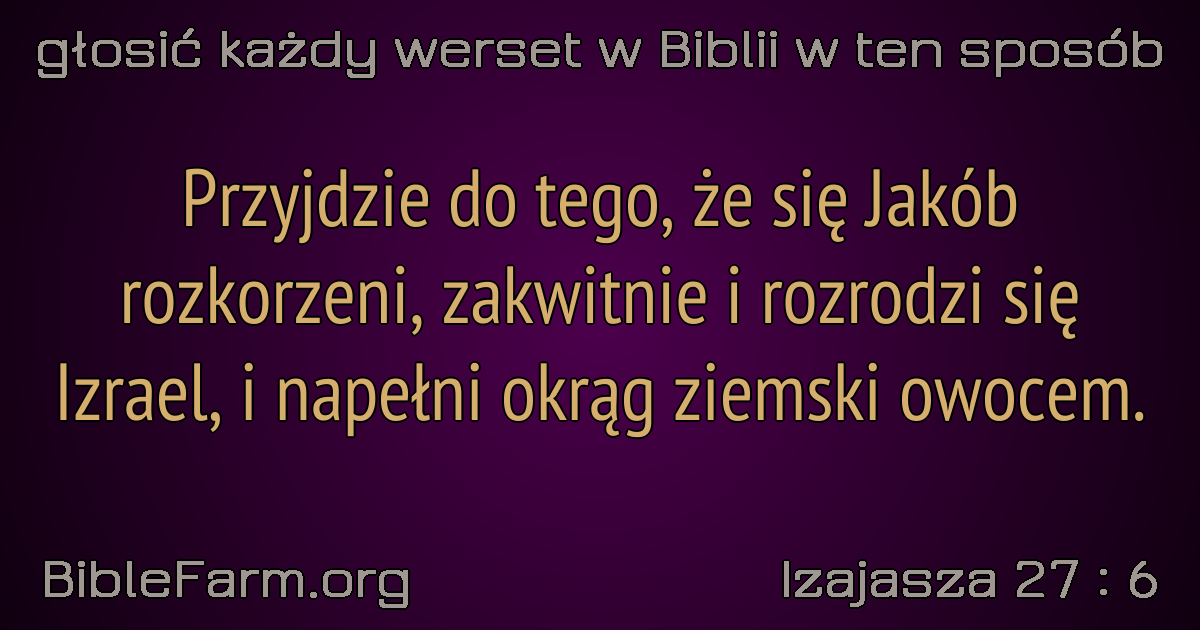 głosić każdy werset w Biblii w ten sposób
Przyjdzie do tego, że się Jakób
rozkorzeni, zakwitnie i rozrodzi się
Izrael, i napełni okrąg ziemski owocem.
BibleFarm.org
Izajasza 27 : 6